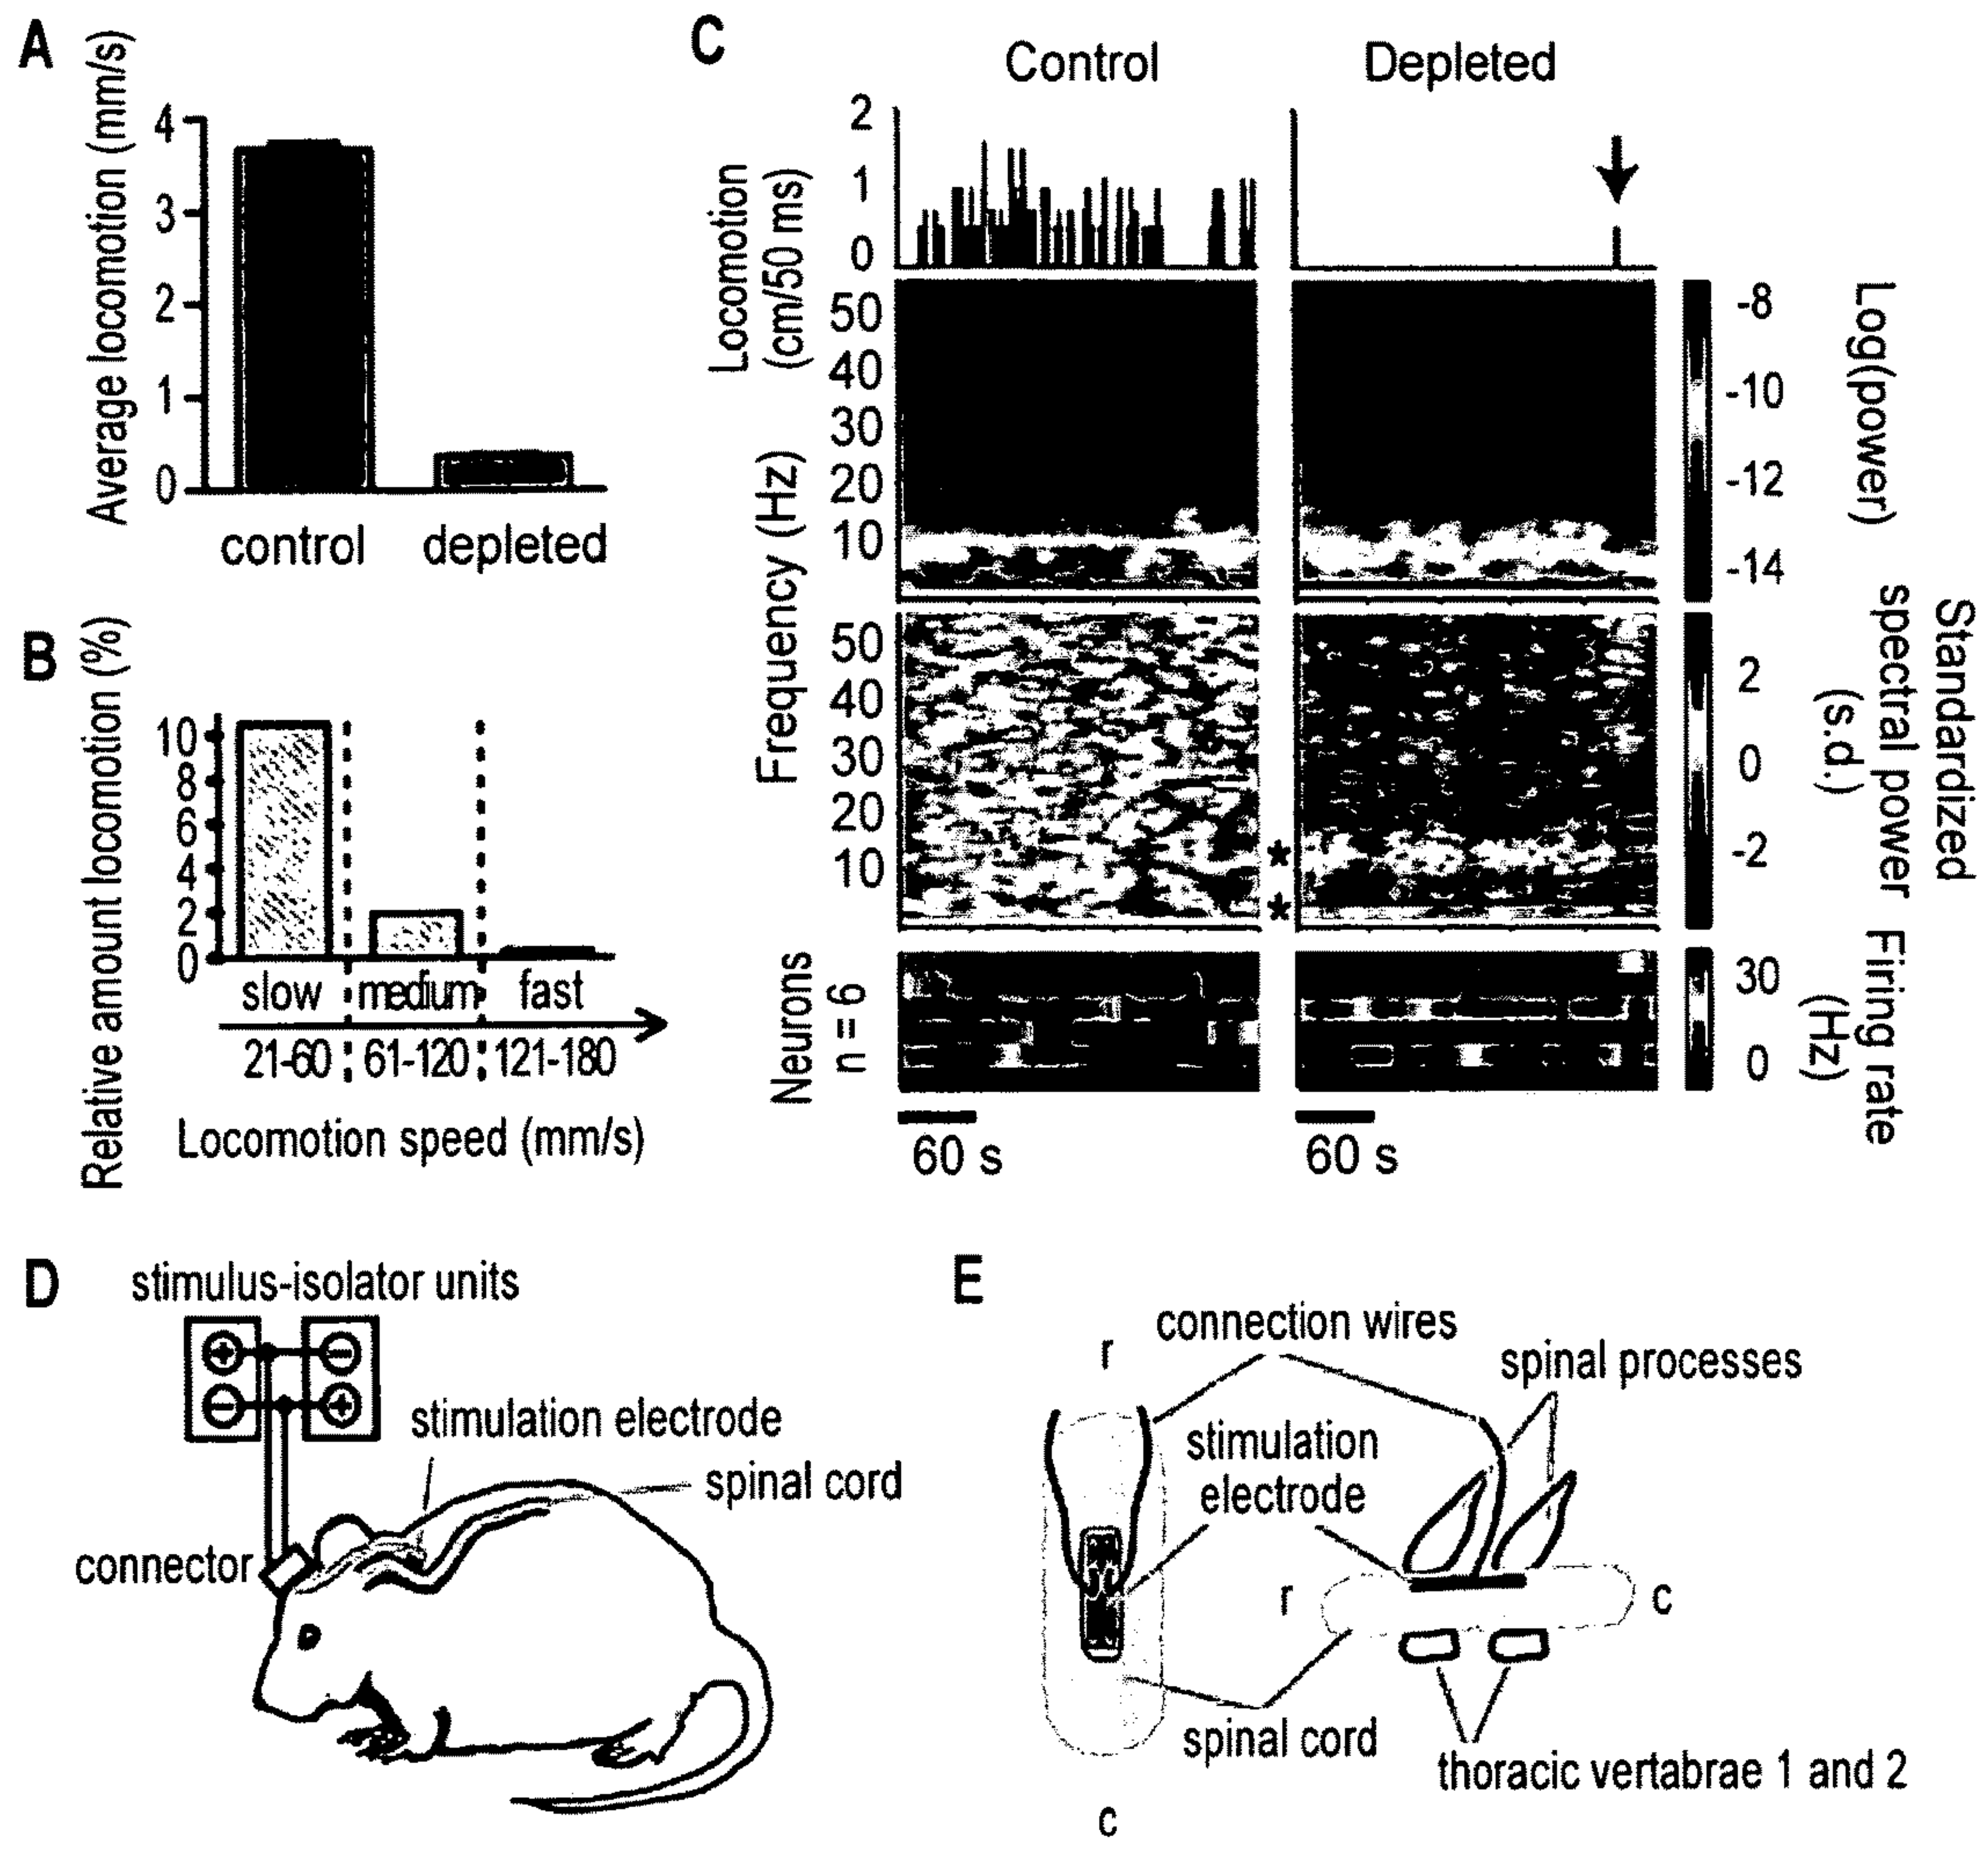 A
Average locomotion (mm/s)
4
3
2
1
0
control depleted
B
Relative amount locomotion (%)
10
8
6
4
2
0
slow medium fast
21-60 61-120 121-180
Locomotion speed (mm/s)
C
Control Depleted
Locomotion
(cm/50 ms)
2
1
0
Frequency (Hz)
50
40
30
20
10
-8
-10
-12
-14
Log(power)
50
40
30
20
10
*
*
2
0
-2
Standardized
spectral power
(s.d.)
Neurons
n = 6
30
0
Firing rate
(Hz)
60 s 60 s
D
stimulus-isolator units
+ −
− +
stimulation electrode
spinal cord
connector
E
r
connection wires
spinal processes
stimulation
electrode
r c
spinal cord
thoracic vertabrae 1 and 2
c